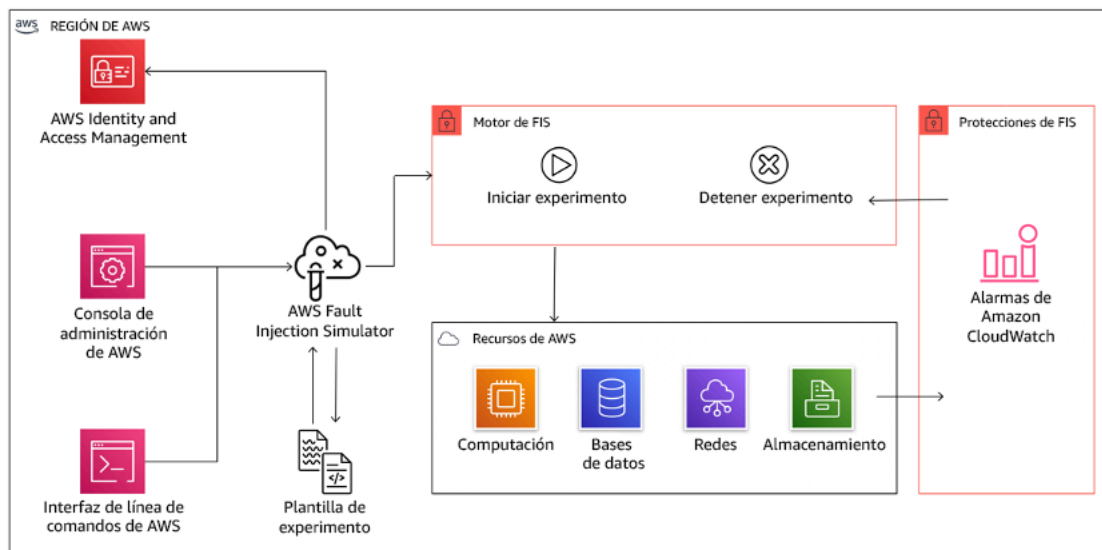 aws
REGIÓN DE AWS
AWS Identity and
Access Management
Consola de
administración
de AWS
Interfaz de línea de
comandos de AWS
AWS Fault
Injection Simulator
</>
Plantilla de
experimento
Motor de FIS
Iniciar experimento
Detener experimento
Recursos de AWS
Computación
Bases
de datos
Redes
Almacenamiento
Protecciones de FIS
Alarmas de
Amazon
CloudWatch